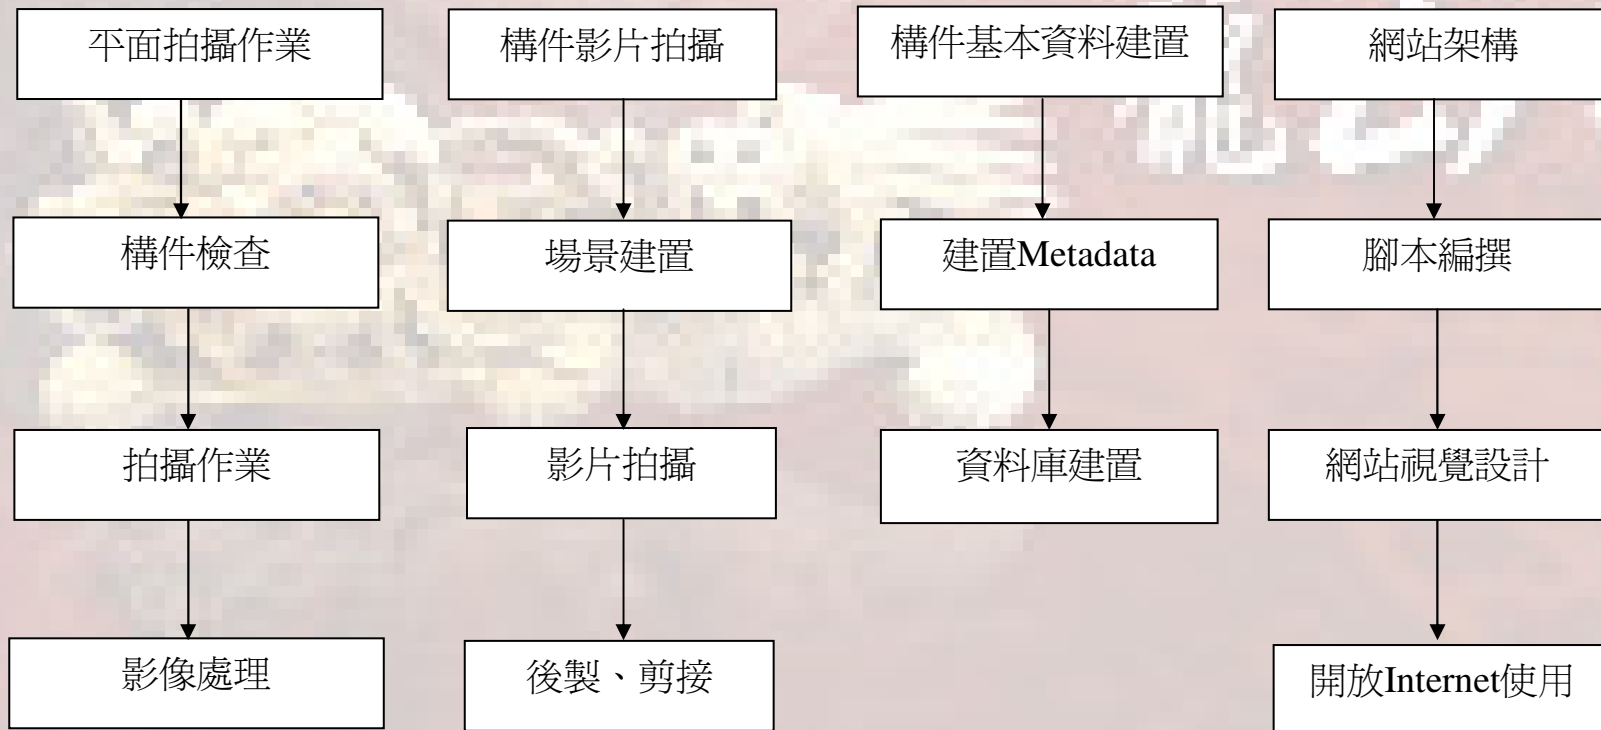 平面拍攝作業
構件影片拍攝
構件基本資料建置
網站架構
構件檢查
場景建置
建置Metadata
腳本編撰
拍攝作業
影片拍攝
資料庫建置
網站視覺設計
影像處理
後製、剪接
開放Internet使用